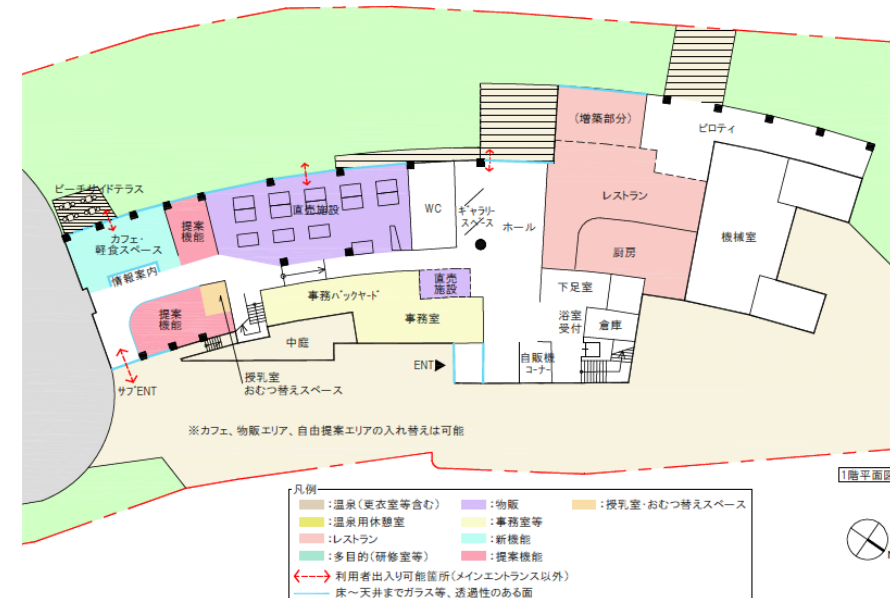 (増築部分)
ピロティ
ビーチサイドテラス
レストラン
直売施設
WC
ギャラリー
スペース
ホール
提案
機能
カフェ・
軽食スペース
機械室
厨房
情報案内
直売
施設
下足室
事務バックヤード
提案
機能
事務室
浴室
受付
倉庫
中庭
自販機
コーナー
ENT
サブENT
授乳室
おむつ替えスペース
※カフェ、物販エリア、自由提案エリアの入れ替えは可能
1階平面図
凡例
:温泉(更衣室等含む)
:物販
:授乳室・おむつ替えスペース
:温泉用休憩室
:事務室等
:レストラン
:新機能
:多目的(研修室等)
:提案機能
利用者出入り可能箇所(メインエントランス以外)
床~天井までガラス等、透過性のある面